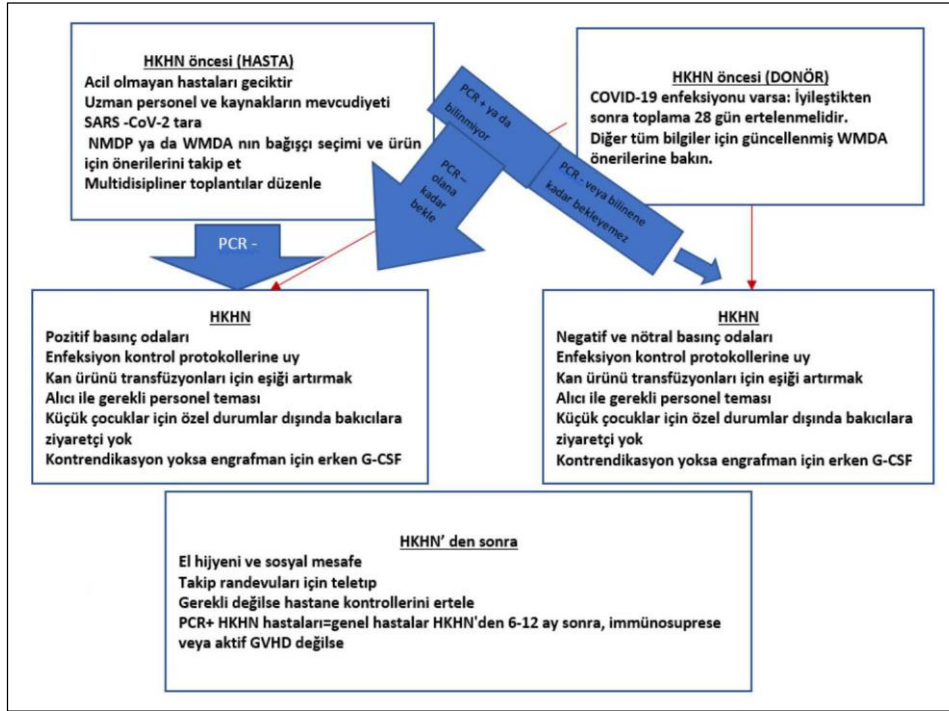 HKHN öncesi (HASTA)
Acil olmayan hastaları geciktir
Uzman personel ve kaynakların mevcudiyeti
SARS -CoV-2 tara
NMDP ya da WMDA nın bağışçı seçimi ve ürün
için önerilerini takip et
Multidisipliner toplantılar düzenle
PCR + ya da
bilinmiyor
HKHN öncesi (DONÖR)
COVID-19 enfeksiyonu varsa: İyileştikten
sonra toplama 28 gün ertelenmelidir.
Diğer tüm bilgiler için güncellenmiş WMDA
önerilerine bakın.
PCR –
olana
kadar
bekle
PCR - veya bilinene
kadar bekleyemez
PCR -
HKHN
Pozitif basınç odaları
Enfeksiyon kontrol protokollerine uy
Kan ürünü transfüzyonları için eşiği artırmak
Alıcı ile gerekli personel teması
Küçük çocuklar için özel durumlar dışında bakıcılara
ziyaretçi yok
Kontrendikasyon yoksa engrafman için erken G-CSF
HKHN
Negatif ve nötral basınç odaları
Enfeksiyon kontrol protokollerine uy
Kan ürünü transfüzyonları için eşiği artırmak
Alıcı ile gerekli personel teması
Küçük çocuklar için özel durumlar dışında bakıcılara
ziyaretçi yok
Kontrendikasyon yoksa engrafman için erken G-CSF
HKHN' den sonra
El hijyeni ve sosyal mesafe
Takip randevuları için teletıp
Gerekli değilse hastane kontrollerini ertele
PCR+ HKHN hastaları=genel hastalar HKHN'den 6-12 ay sonra, immünosuprese
veya aktif GVHD değilse